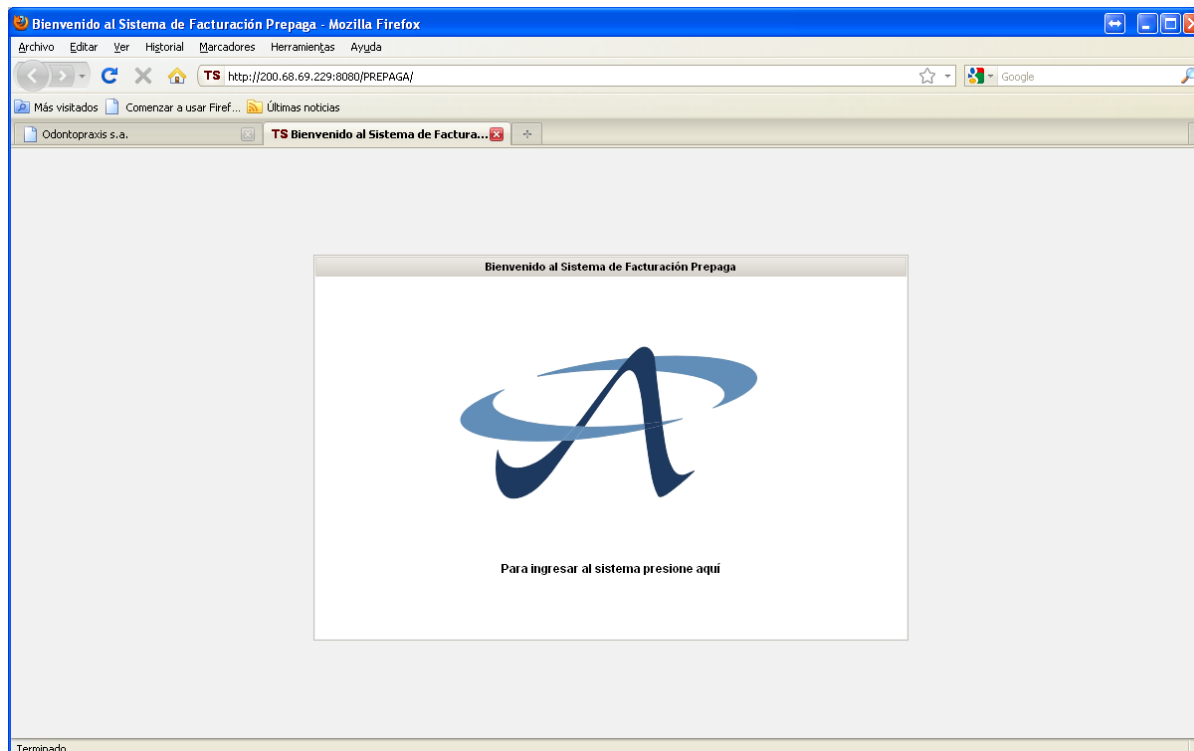 Bienvenido al Sistema de Facturación Prepaga - Mozilla Firefox
Archivo Editar Ver Historial Marcadores Herramientas Ayuda
TS http://200.68.69.229:8080/PREPAGA/ Google
Más visitados Comenzar a usar Firef... Últimas noticias
Odontopraxis s.a. TS Bienvenido al Sistema de Factura...
Bienvenido al Sistema de Facturación Prepaga
Para ingresar al sistema presione aquí
Terminado